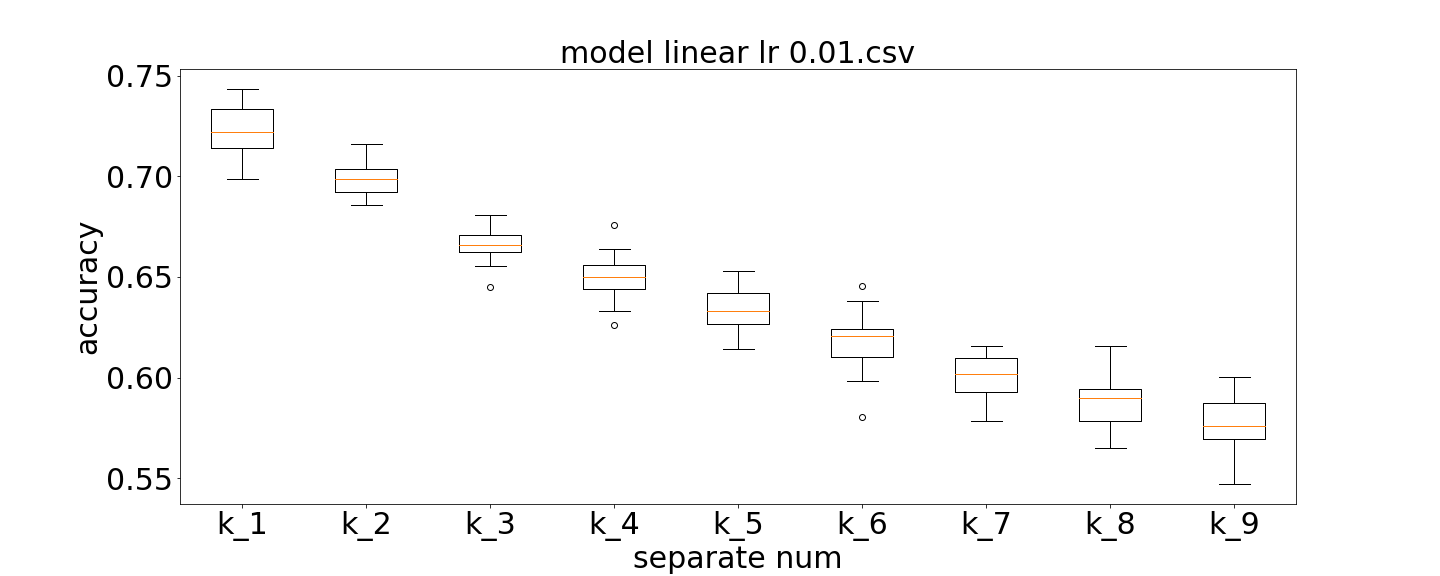 model linear lr 0.01.csv
0.75
0.70
0.65
0.60
0.55
accuracy
k_1 k_2 k_3 k_4 k_5 k_6 k_7 k_8 k_9
separate num